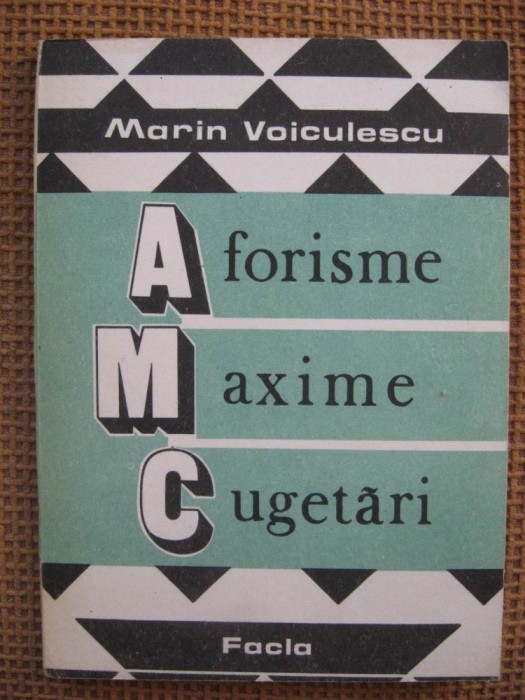 Marin Voiculescu
Aforisme
Maxime
Cugetări
Facla